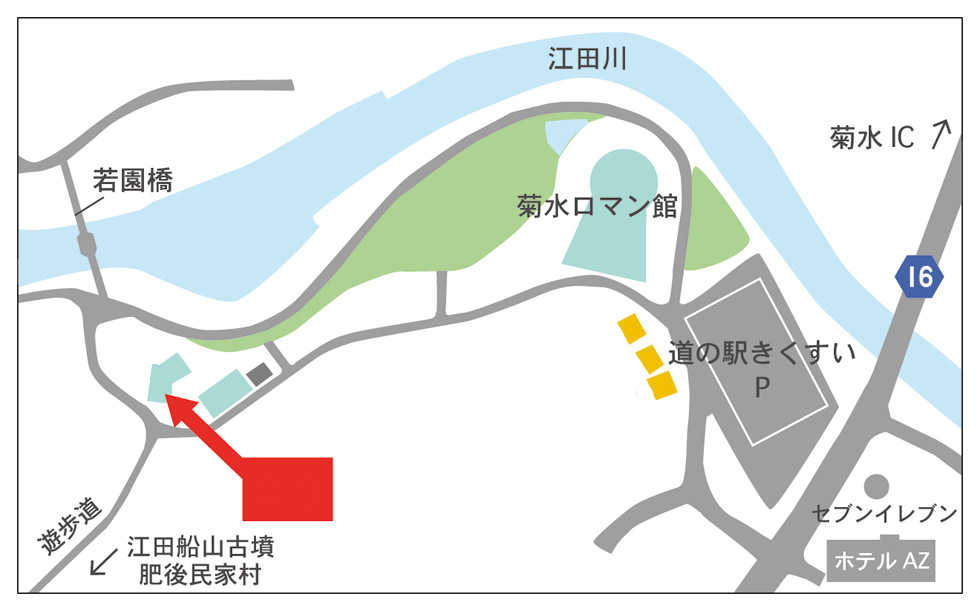 江田川
菊水 IC
若園橋
菊水ロマン館
16
道の駅きくすい
P
遊歩道
江田船山古墳
肥後民家村
セブンイレブン
ホテル AZ